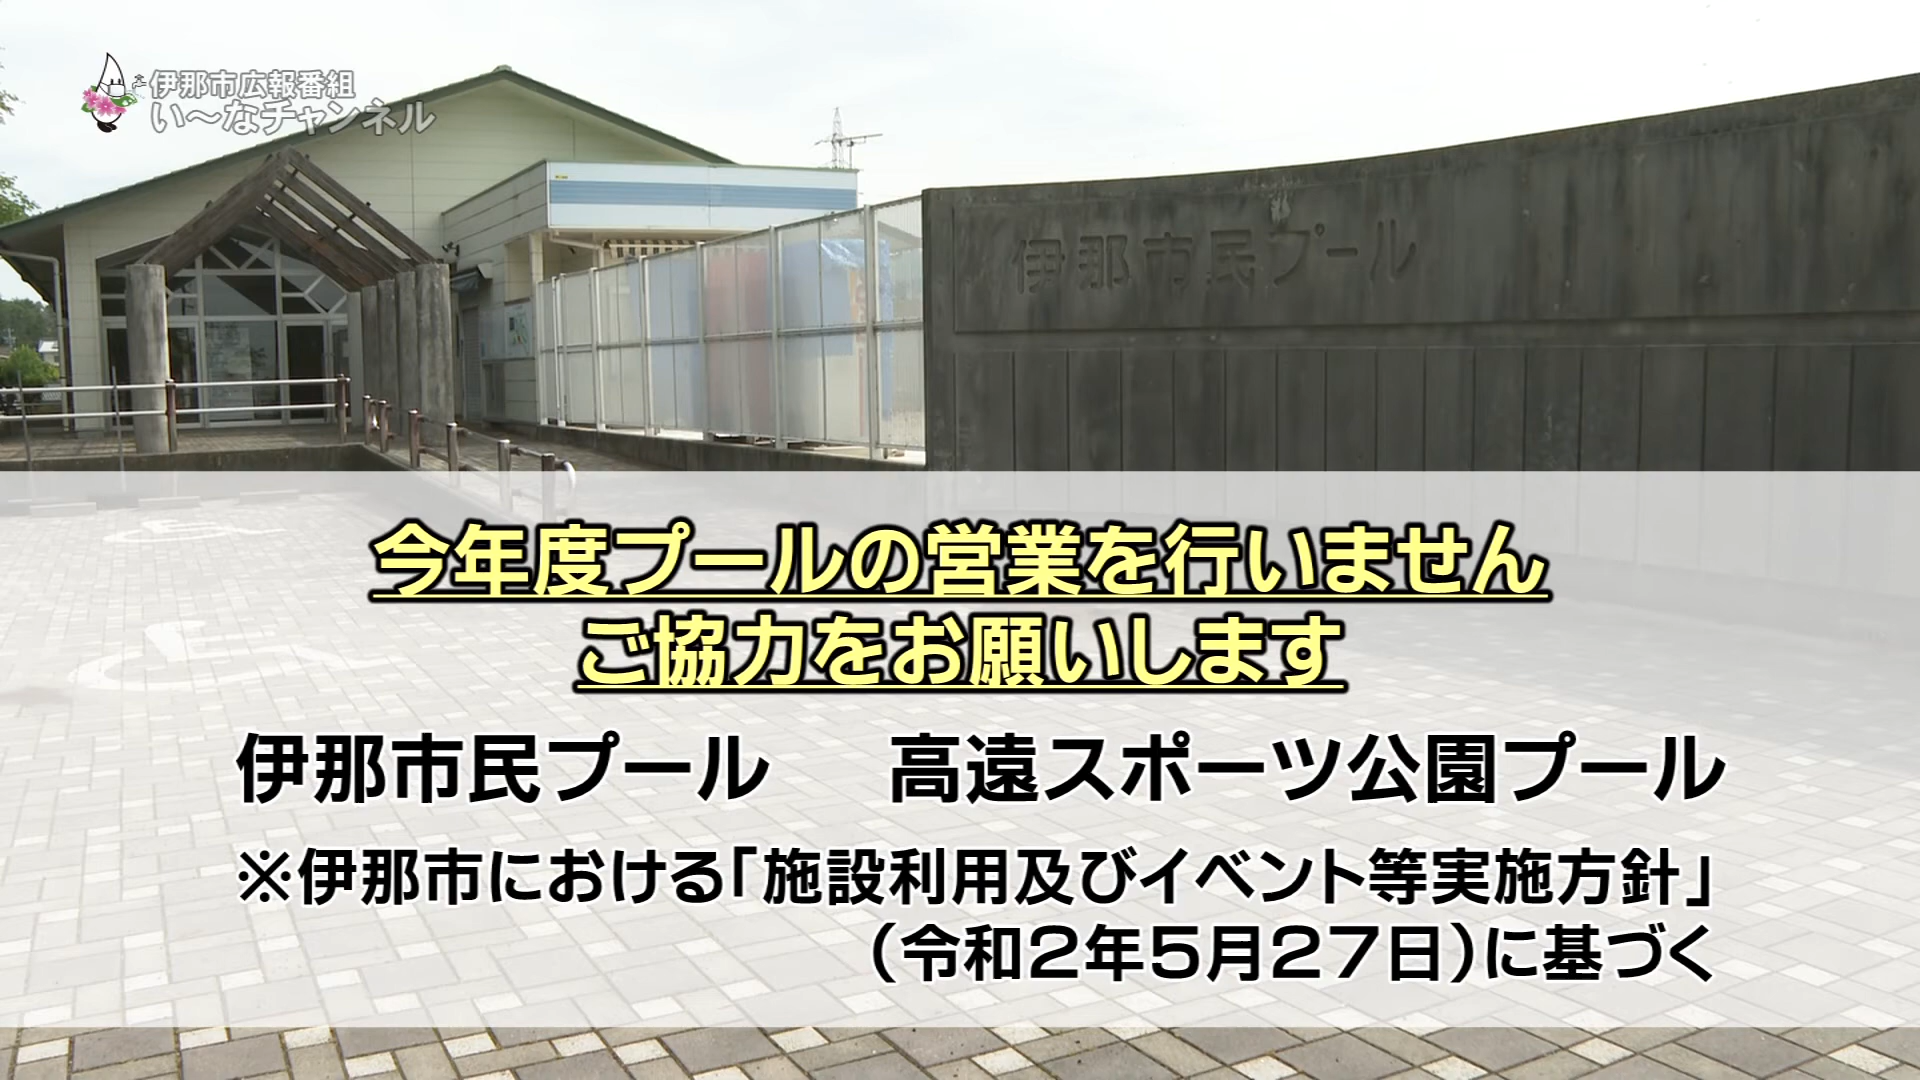 伊那市広報番組
い～なチャンネル
伊那市民プール
今年度プールの営業を行いません
ご協力をお願いします
伊那市民プール　高遠スポーツ公園プール
※伊那市における「施設利用及びイベント等実施方針」
（令和2年5月27日）に基づく